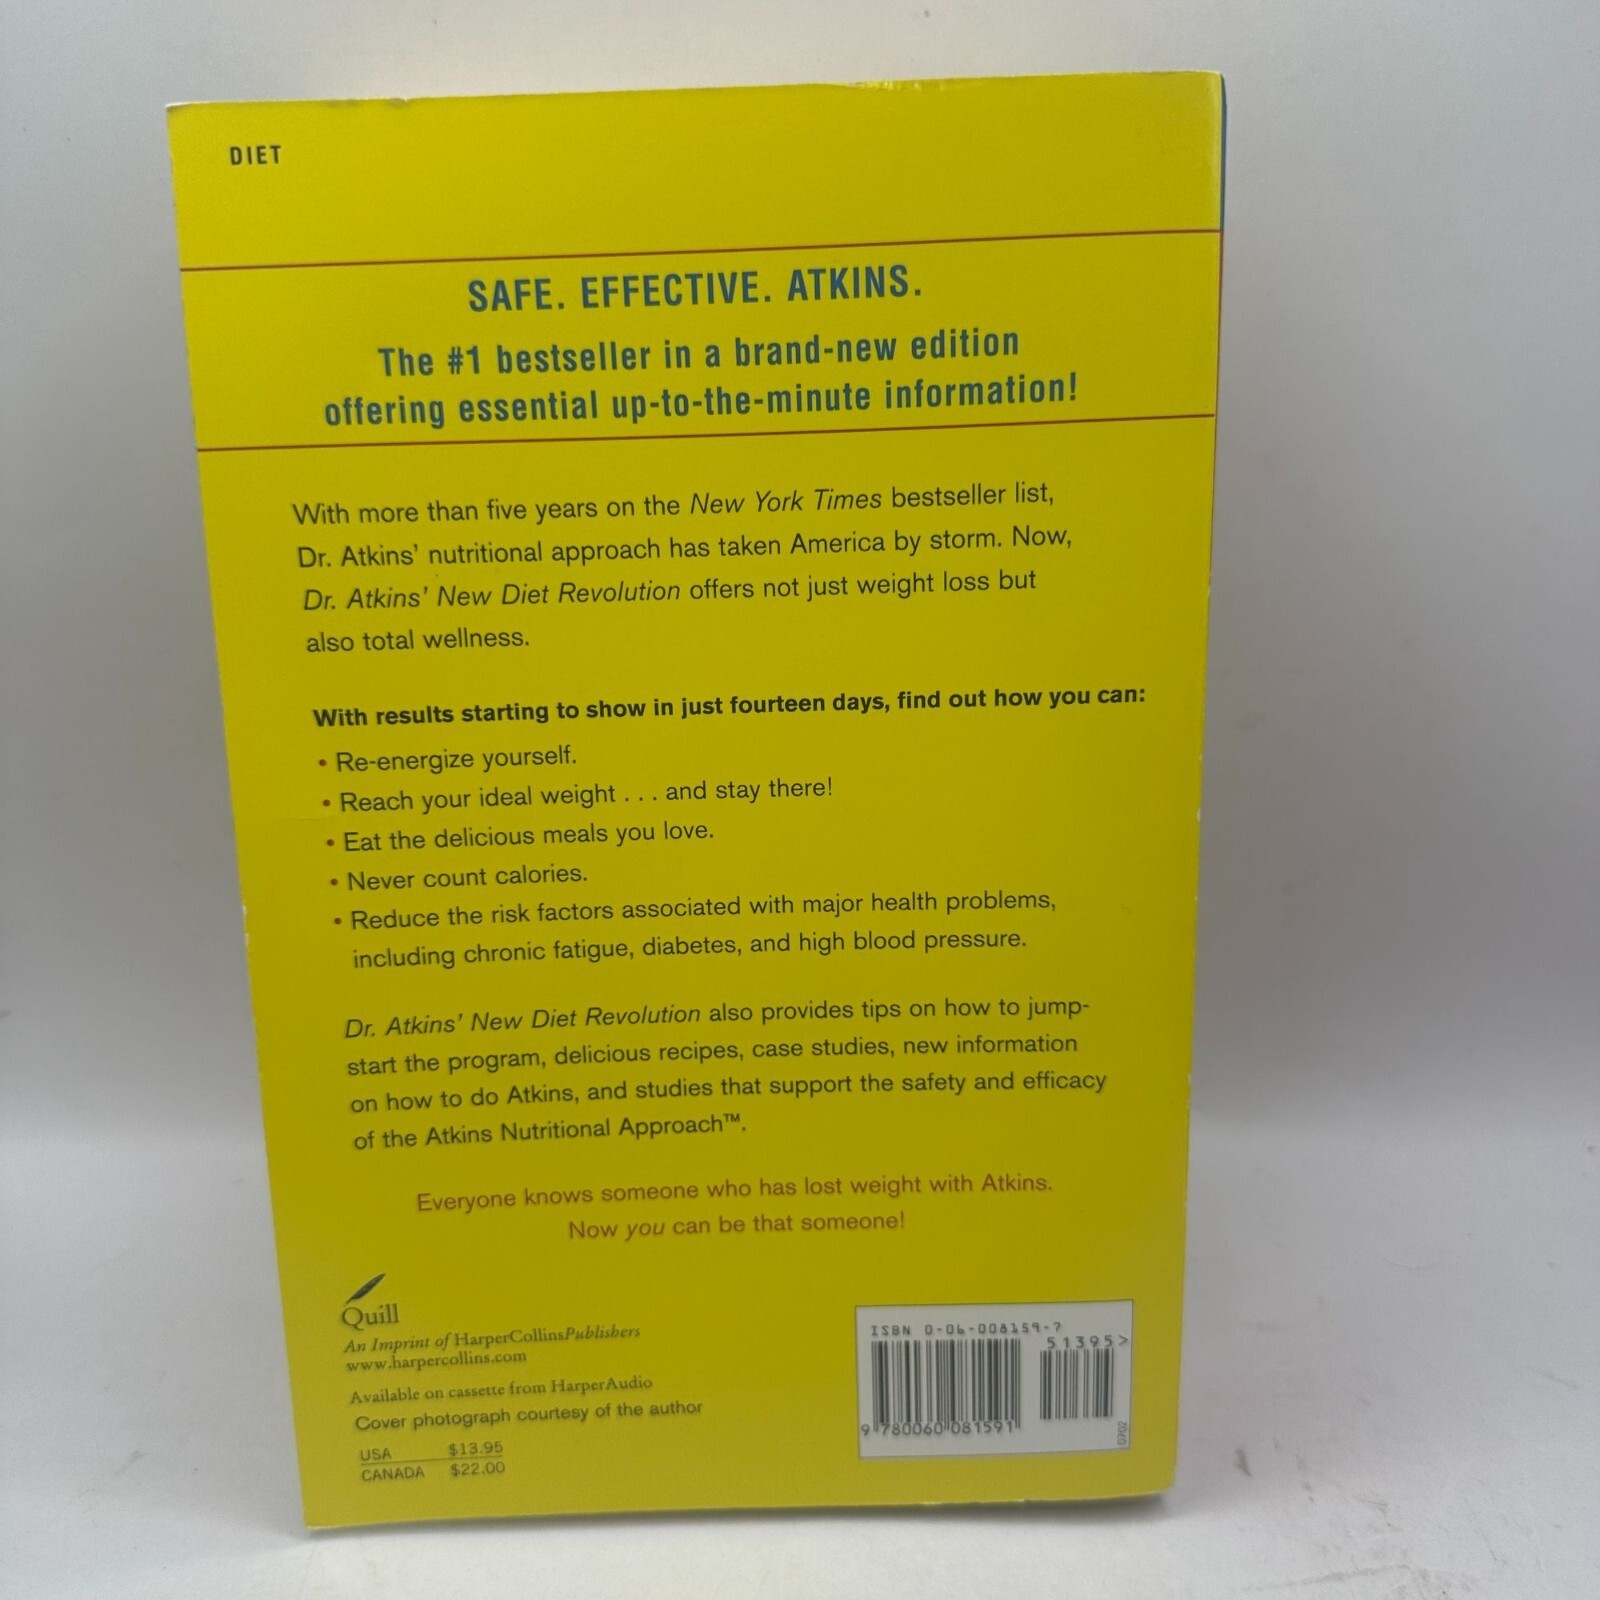 DIET
SAFE. EFFECTIVE. ATKINS.
The #1 bestseller in a brand-new edition
offering essential up-to-the-minute information!
With more than five years on the New York Times bestseller list,
Dr. Atkins' nutritional approach has taken America by storm. Now,
Dr. Atkins' New Diet Revolution offers not just weight loss but
also total wellness.
With results starting to show in just fourteen days, find out how you can:
• Re-energize yourself.
• Reach your ideal weight . . . and stay there!
• Eat the delicious meals you love.
• Never count calories.
• Reduce the risk factors associated with major health problems,
including chronic fatigue, diabetes, and high blood pressure.
Dr. Atkins' New Diet Revolution also provides tips on how to jump-
start the program, delicious recipes, case studies, new information
on how to do Atkins, and studies that support the safety and efficacy
of the Atkins Nutritional Approach™.
Everyone knows someone who has lost weight with Atkins.
Now you can be that someone!
Quill
An Imprint of HarperCollinsPublishers
www.harpercollins.com
Available on cassette from HarperAudio
Cover photograph courtesy of the author
USA $13.95
CANADA $22.00
ISBN 0-06-008159-7
51395>
9 780060 081591
0702